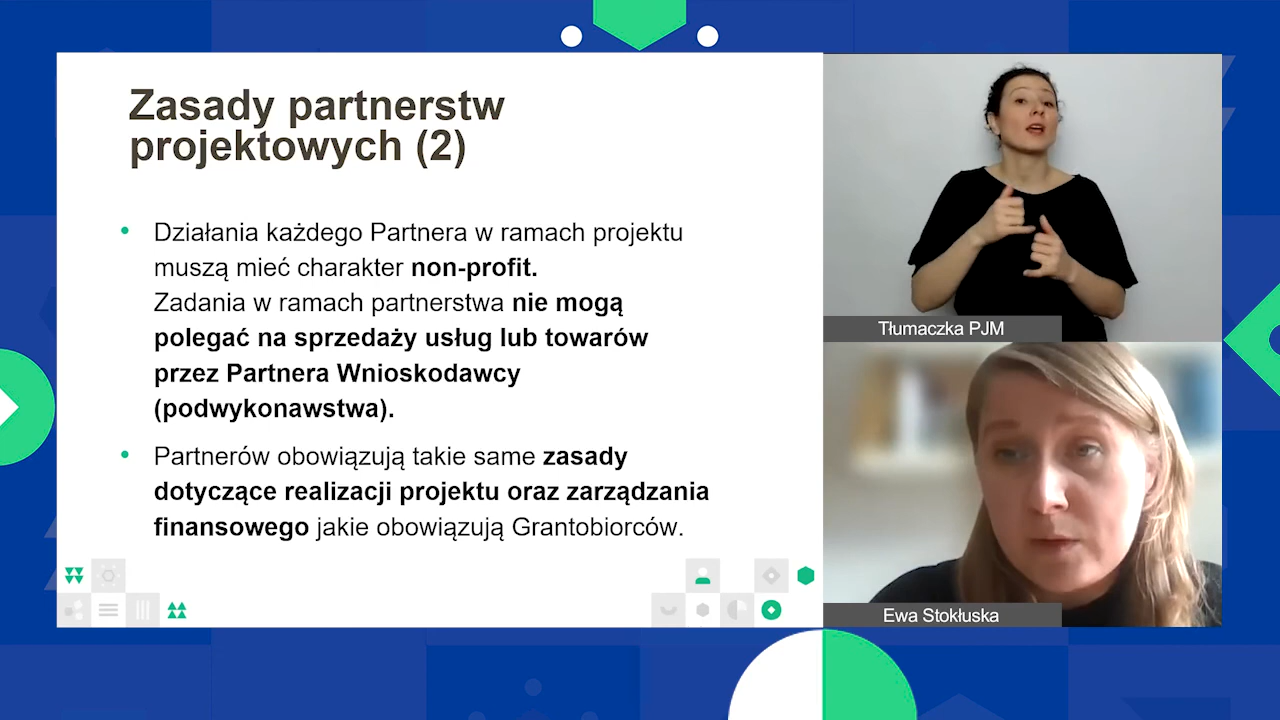 Zasady partnerstw
projektowych (2)
• Działania każdego Partnera w ramach projektu
muszą mieć charakter non-profit.
Zadania w ramach partnerstwa nie mogą
polegać na sprzedaży usług lub towarów
przez Partnera Wnioskodawcy
(podwykonawstwa).
• Partnerów obowiązują takie same zasady
dotyczące realizacji projektu oraz zarządzania
finansowego jakie obowiązują Grantobiorców.
Tłumaczka PJM
Ewa Stokłuska